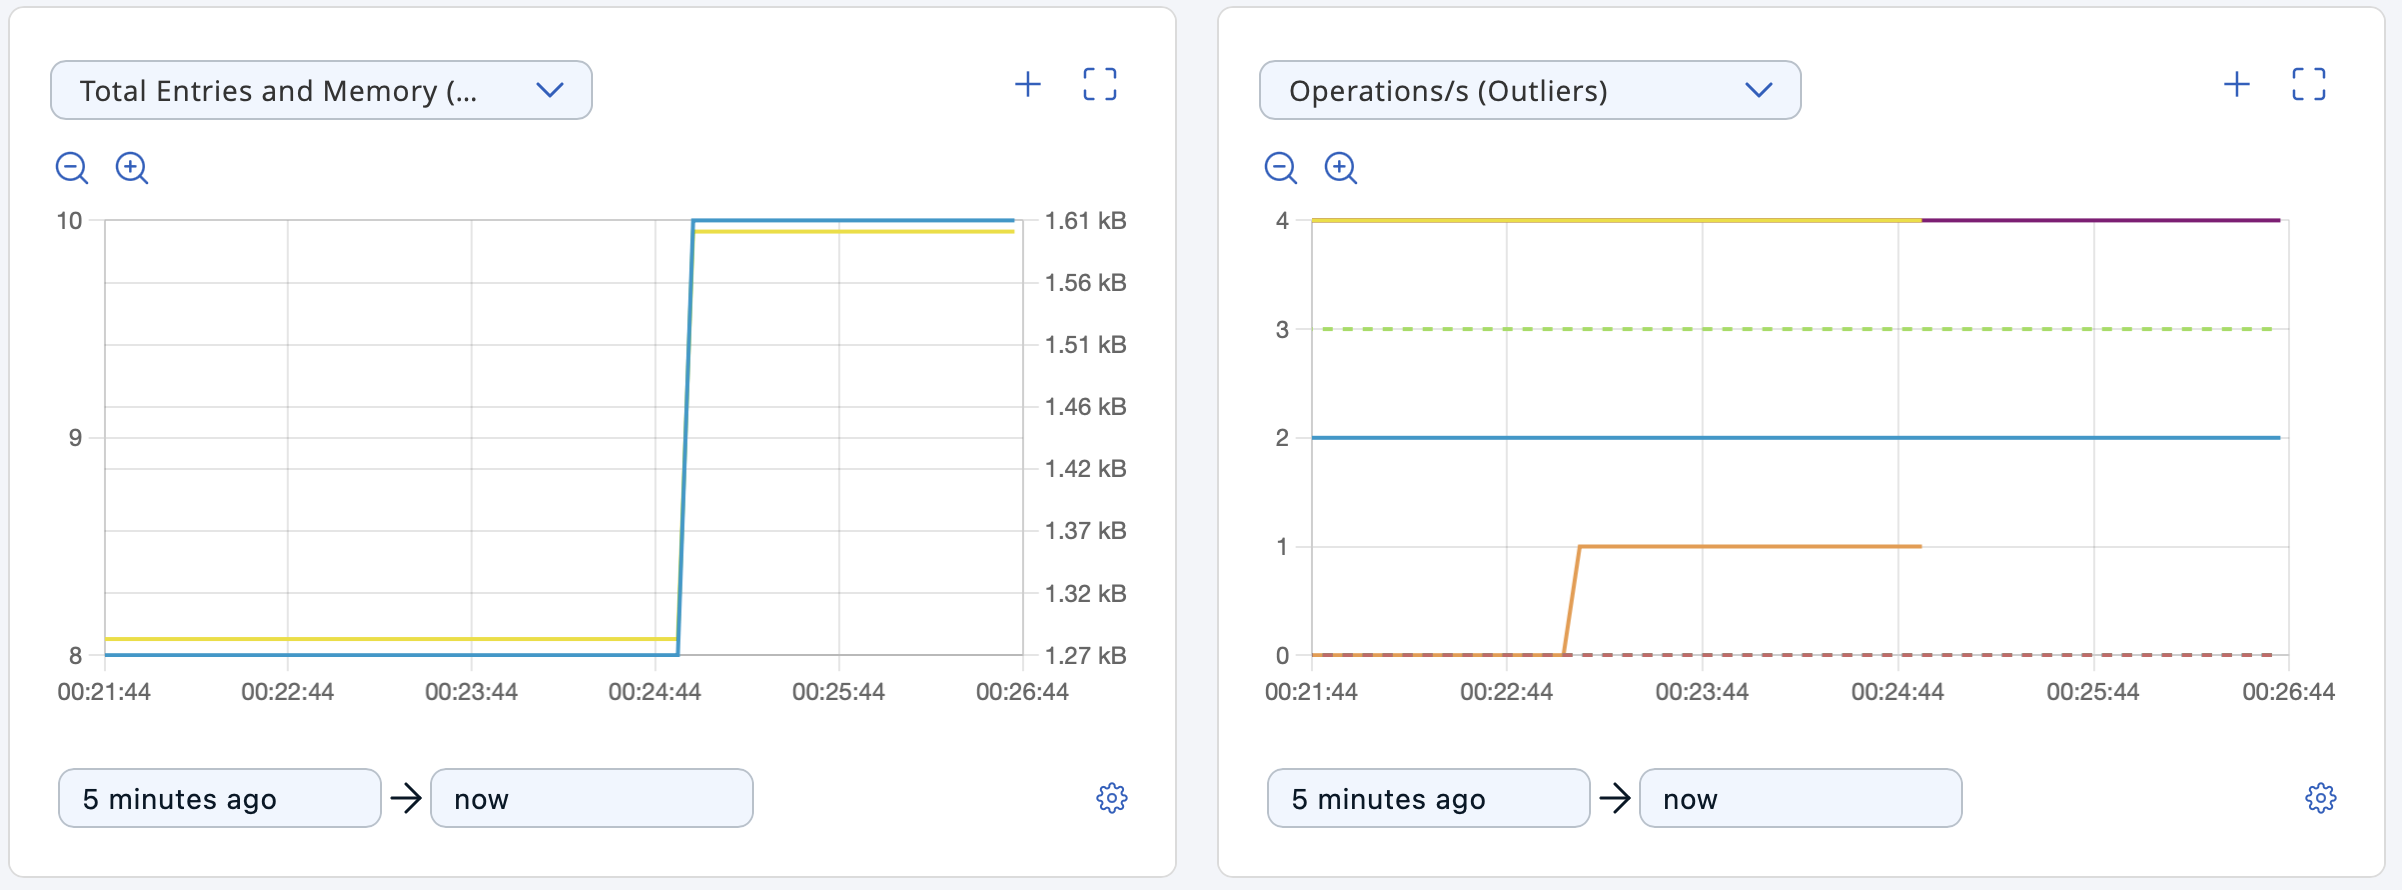 Total Entries and Memory (...
10
9
8
1.61 kB
1.56 kB
1.51 kB
1.46 kB
1.42 kB
1.37 kB
1.32 kB
1.27 kB
00:21:44 00:22:44 00:23:44 00:24:44 00:25:44 00:26:44
5 minutes ago → now
Operations/s (Outliers)
4
3
2
1
0
00:21:44 00:22:44 00:23:44 00:24:44 00:25:44 00:26:44
5 minutes ago → now